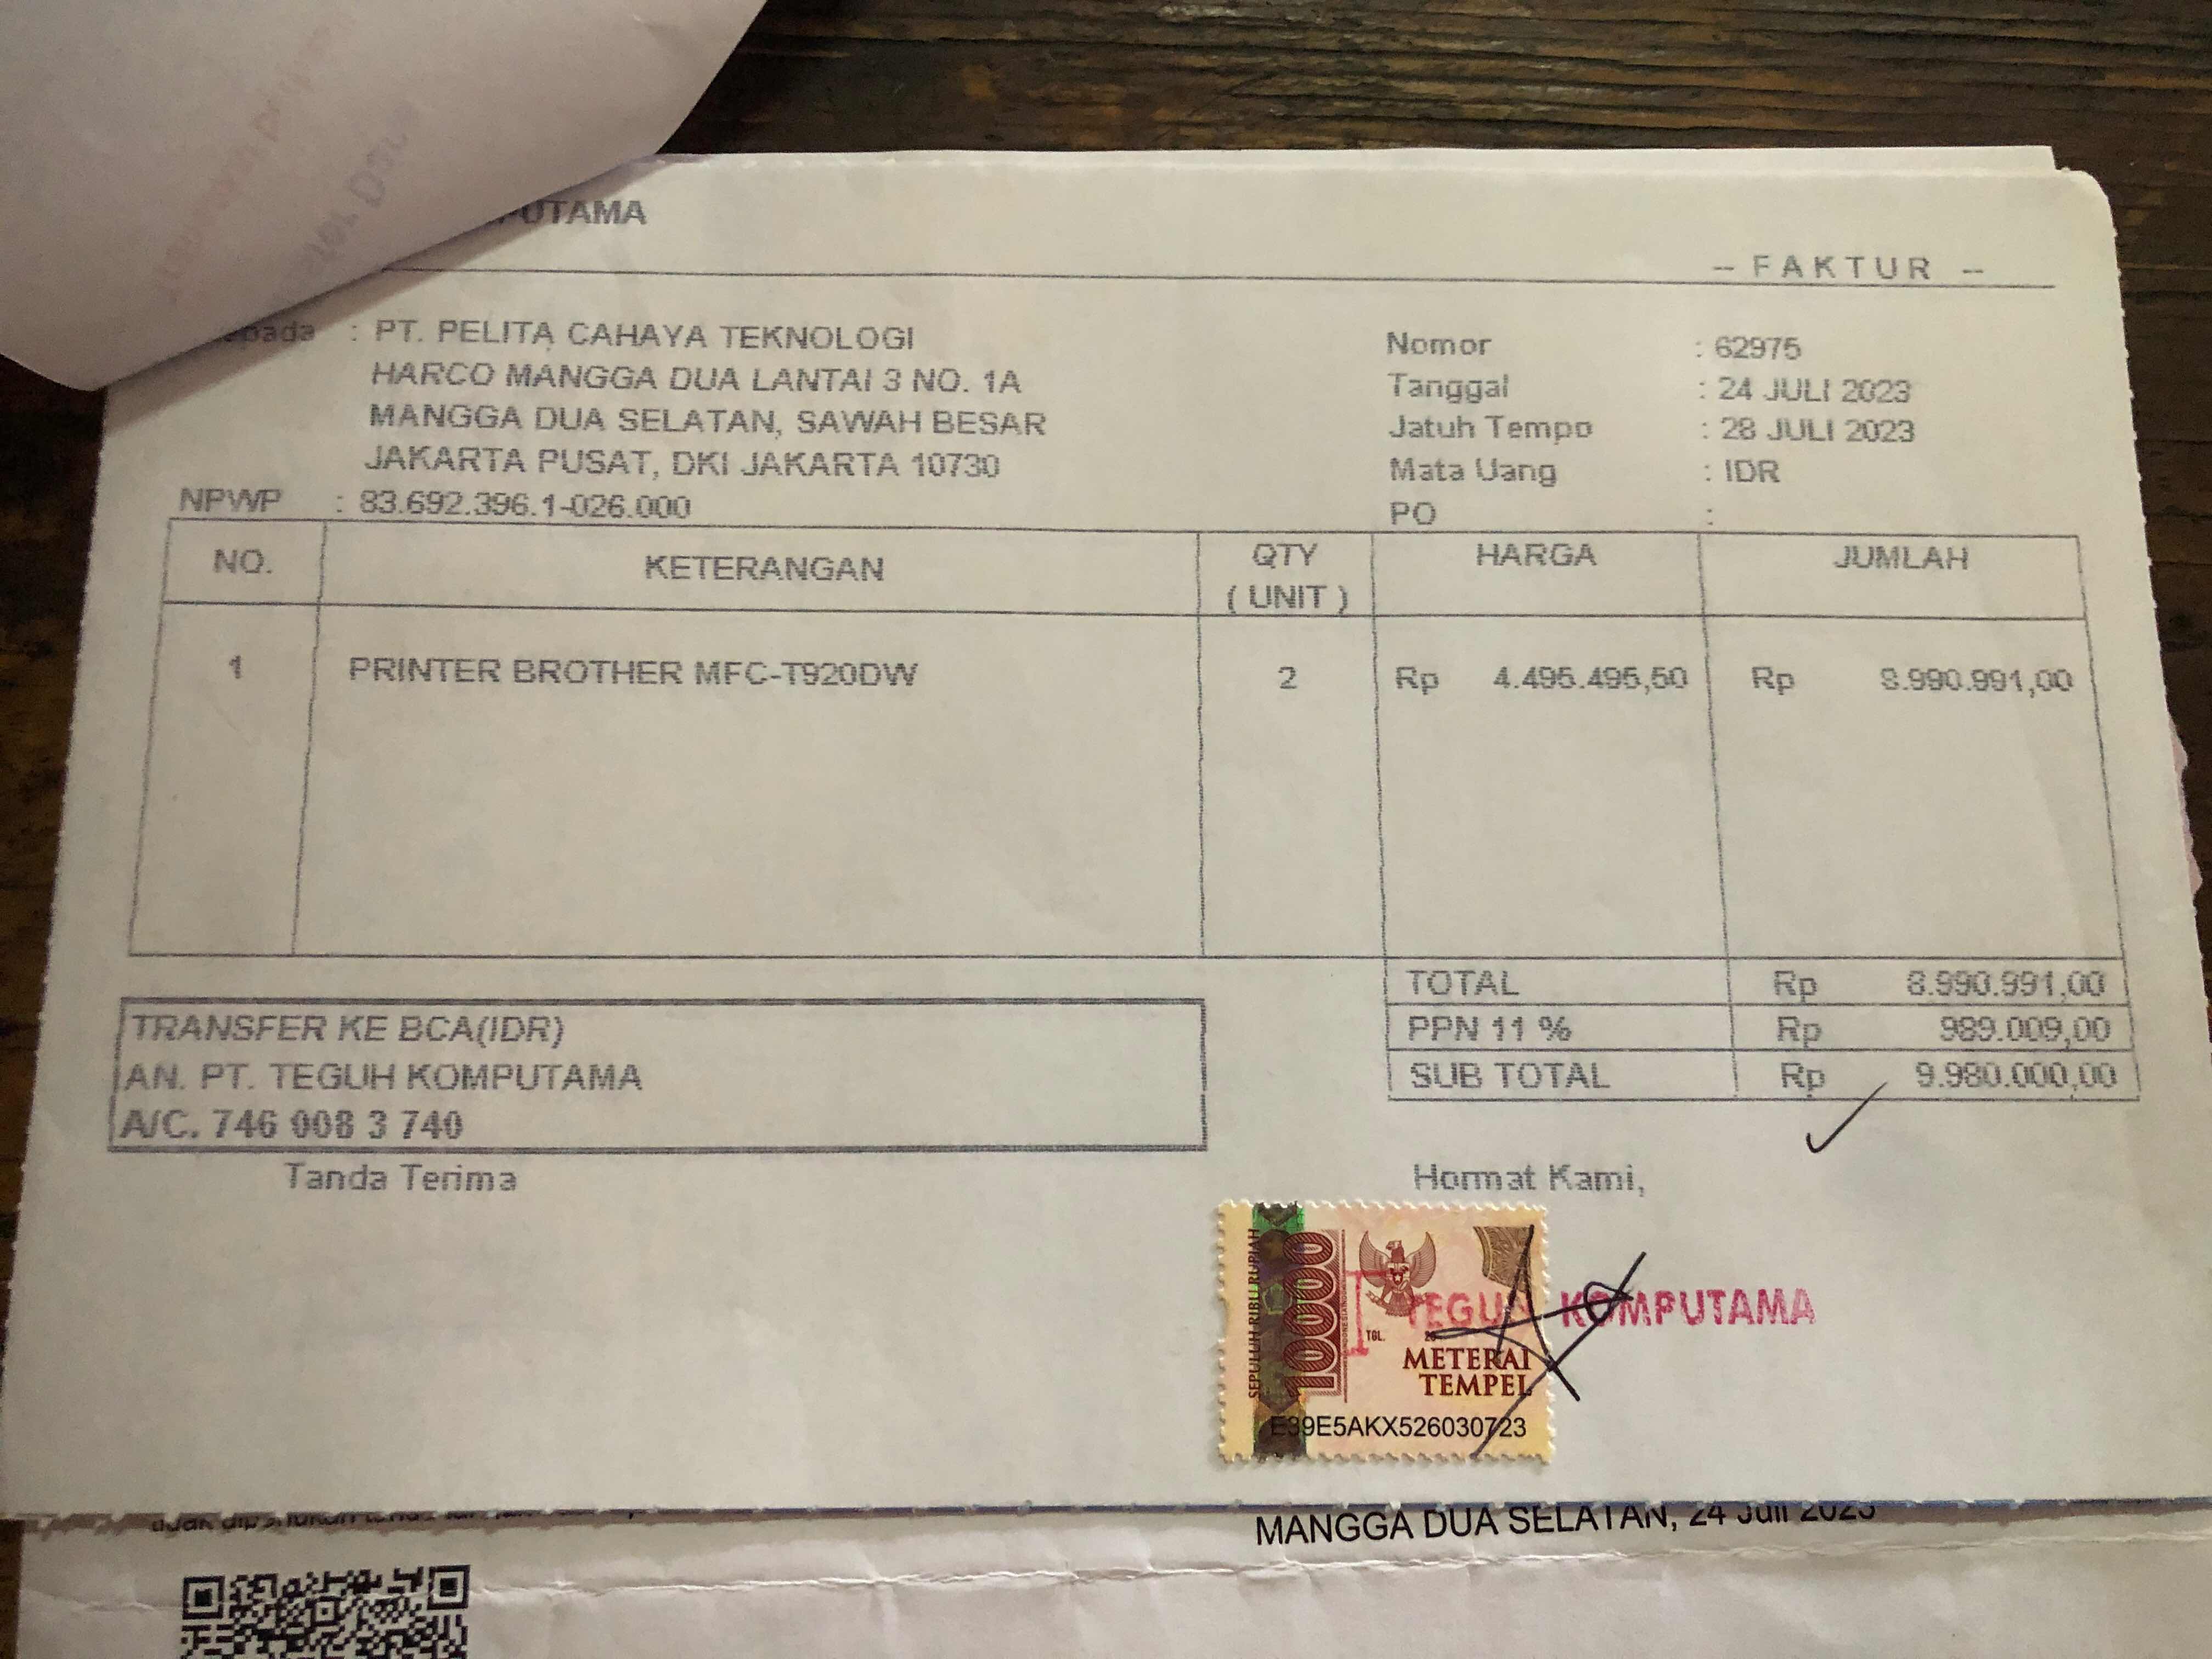 PUTAMA
-- FAKTUR --
epada : PT. PELITA CAHAYA TEKNOLOGI
HARCO MANGGA DUA LANTAI 3 NO. 1A
MANGGA DUA SELATAN, SAWAH BESAR
JAKARTA PUSAT, DKI JAKARTA 10730
NPWP : 83.692.396.1-026.000
Nomor : 62975
Tanggal : 24 JULI 2023
Jatuh Tempo : 28 JULI 2023
Mata Uang : IDR
PO :
NO. KETERANGAN QTY ( UNIT ) HARGA JUMLAH
1 PRINTER BROTHER MFC-T920DW 2 Rp 4.495.495,50 Rp 8.990.991,00
TOTAL Rp 8.990.991,00
PPN 11 % Rp 989.009,00
SUB TOTAL Rp 9.980.000,00
TRANSFER KE BCA(IDR)
AN. PT. TEGUH KOMPUTAMA
A/C. 746 008 3 740
Tanda Terima
Hormat Kami,
SEPULUH RIBU RUPIAH
10000
TGL. 20
TEGUH KOMPUTAMA
METERAI
TEMPEL
E39E5AKX526030723
MANGGA DUA SELATAN, 24 Juli 2023